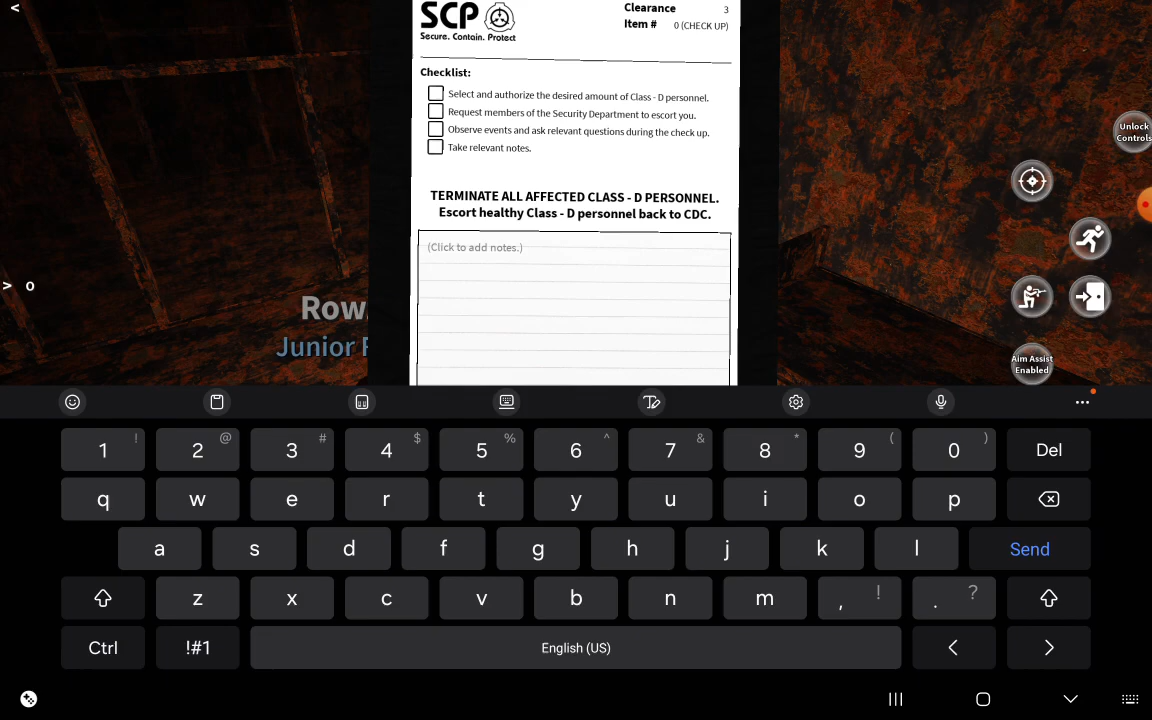 <
SCP
Secure. Contain. Protect
Clearance 3
Item # 0 (CHECK UP)
Checklist:
Select and authorize the desired amount of Class - D personnel.
Request members of the Security Department to escort you.
Observe events and ask relevant questions during the check up.
Take relevant notes.
TERMINATE ALL AFFECTED CLASS - D PERSONNEL.
Escort healthy Class - D personnel back to CDC.
(Click to add notes.)
> 0
Row
Junior
Unlock
Controls
Aim Assist
Enabled
1 ! 2 @ 3 # 4 $ 5 % 6 ^ 7 & 8 * 9 ( 0 ) Del
q w e r t y u i o p
a s d f g h j k l Send
z x c v b n m , ! . ?
Ctrl !#1 English (US) < >